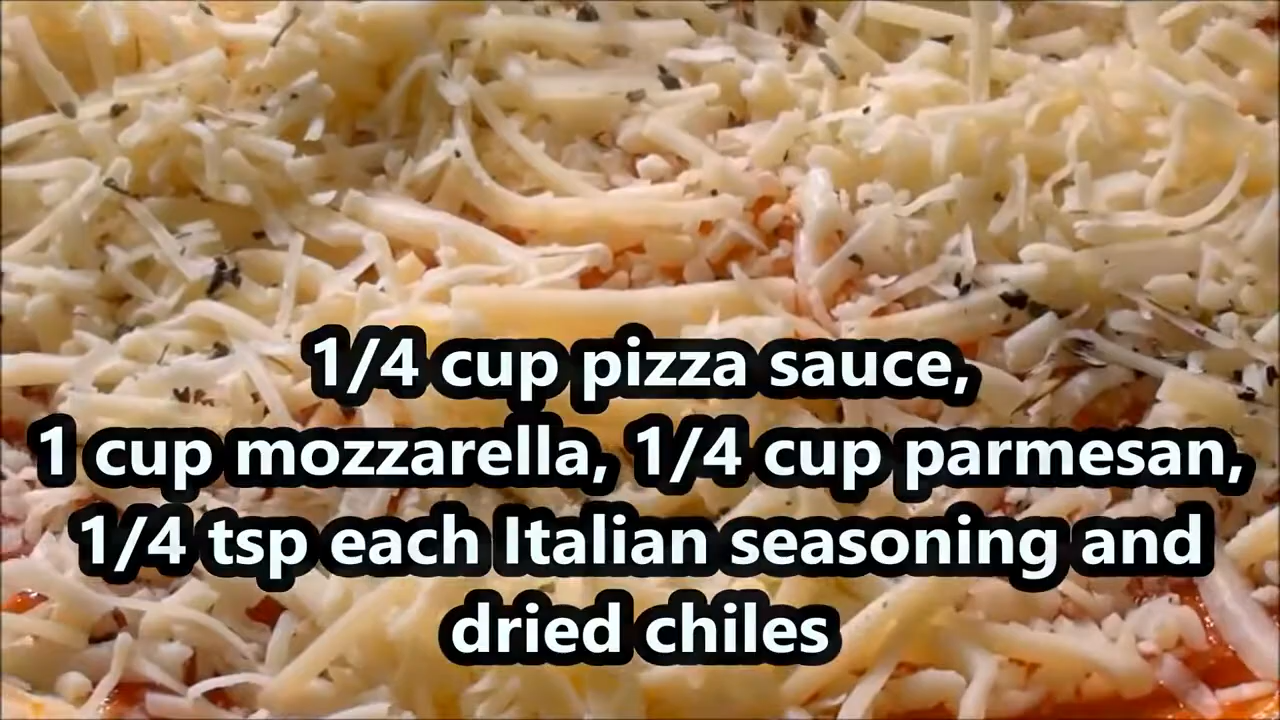 1/4 cup pizza sauce,
1 cup mozzarella, 1/4 cup parmesan,
1/4 tsp each Italian seasoning and
dried chiles